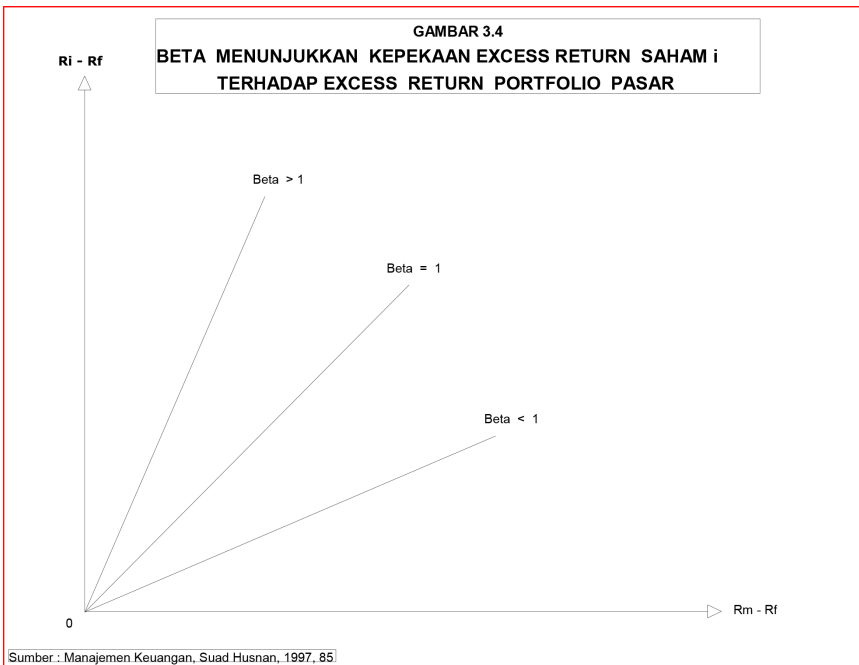 GAMBAR 3.4
BETA MENUNJUKKAN KEPEKAAN EXCESS RETURN SAHAM i
TERHADAP EXCESS RETURN PORTFOLIO PASAR
Ri - Rf
Beta > 1
Beta = 1
Beta < 1
Rm - Rf
0
Sumber : Manajemen Keuangan, Suad Husnan, 1997, 85